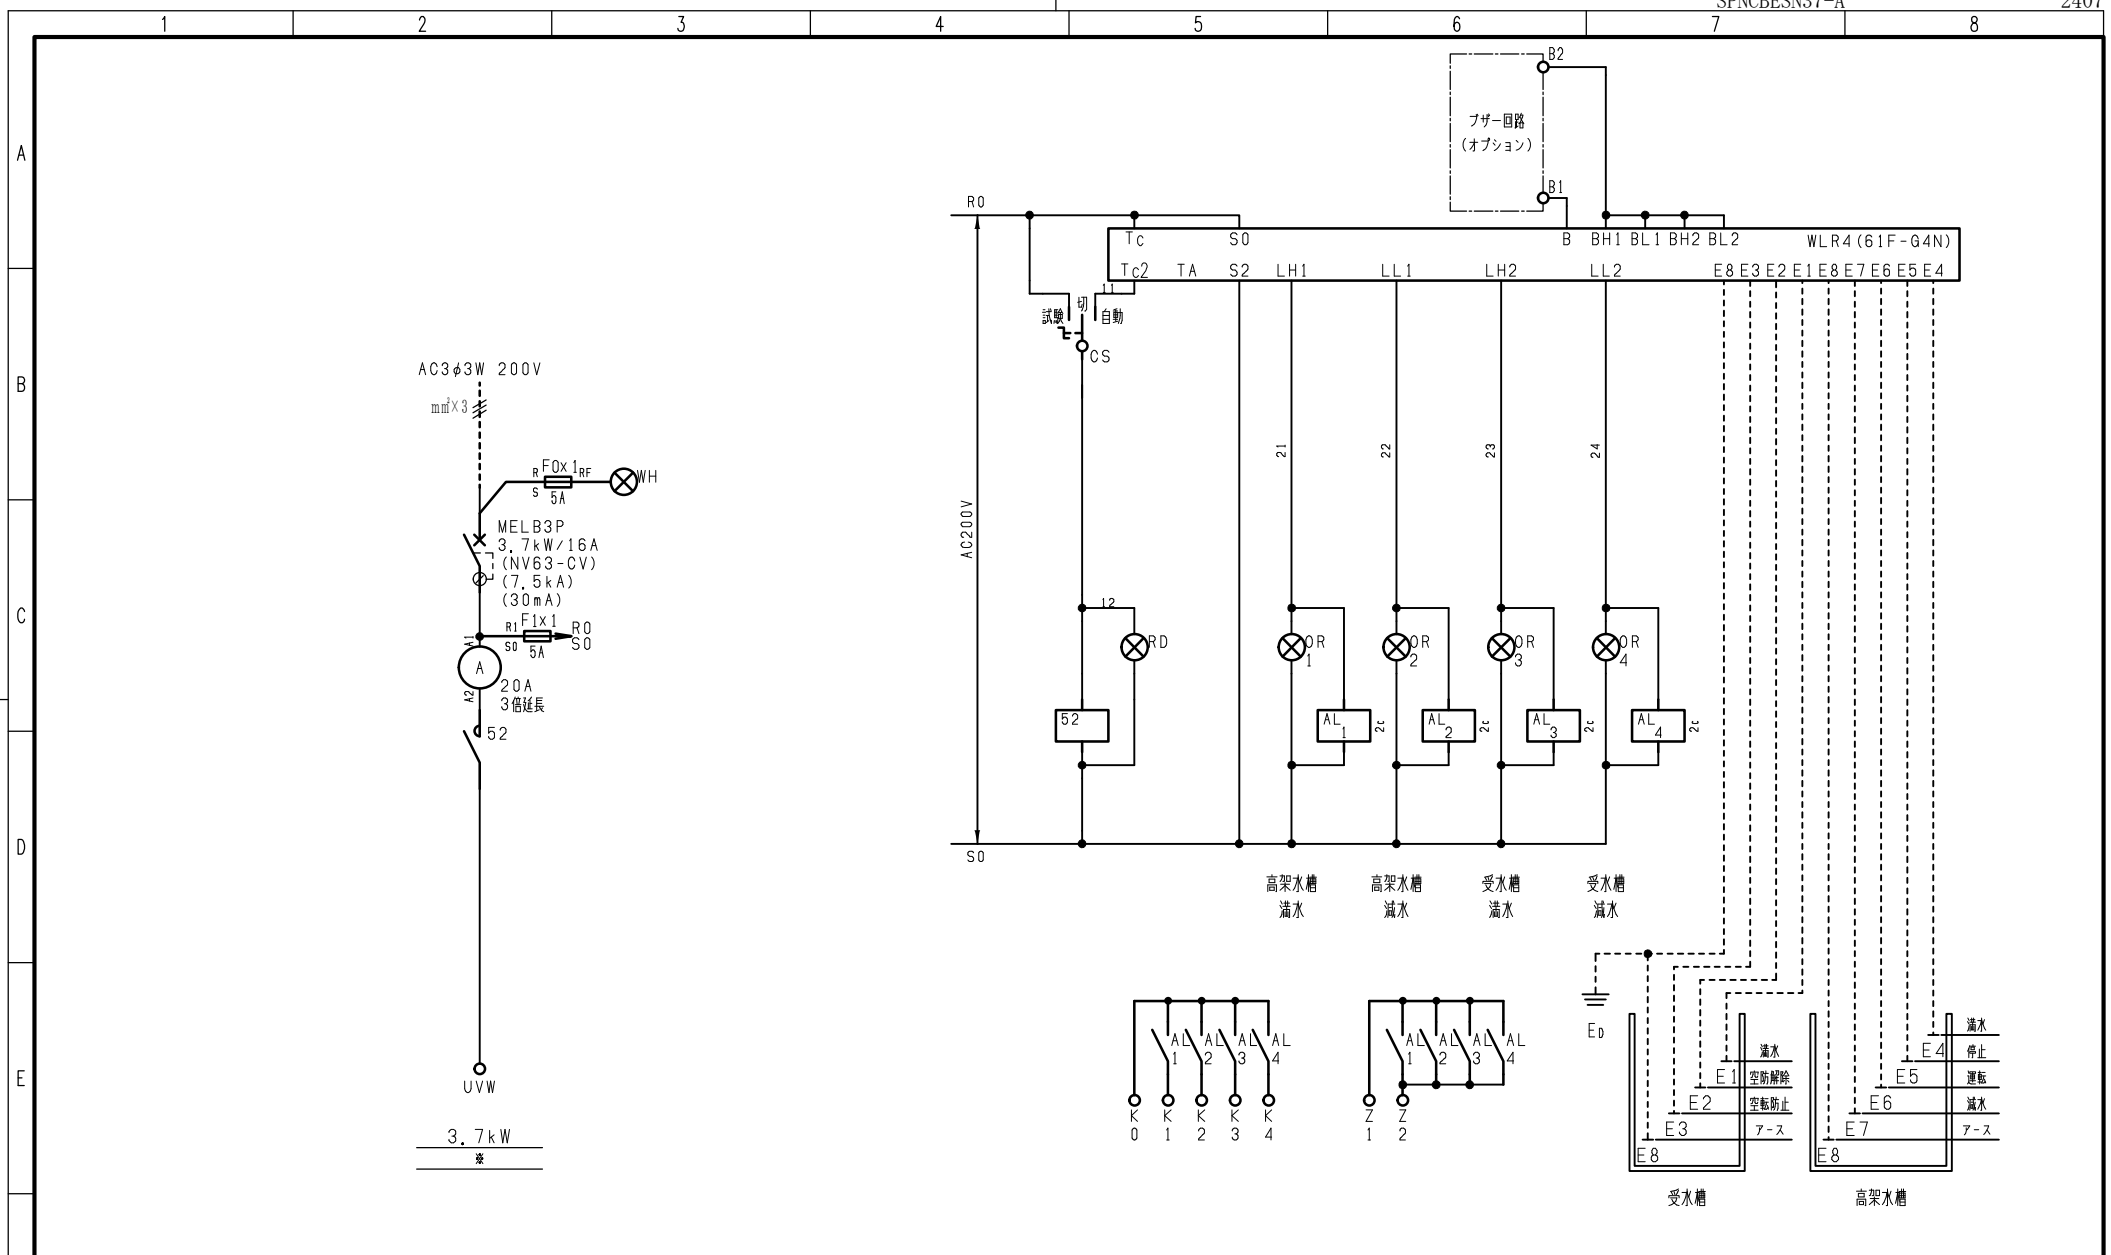 SPNCBESN37-A 2407
1 2 3 4 5 6 7 8
A
B
C
D
E
AC3φ3W 200V
mm²×3
R F0x1 RF
S 5A
WH
MELB3P
3.7kW/16A
(NV63-CV)
(7.5kA)
(30mA)
R1 F1x1 R0
S0 5A S0
A1
A
A2
20A
3倍延長
52
UVW
3.7kW
※
B2
ブザー回路
(オプション)
B1
R0
Tc S0 B BH1 BL1 BH2 BL2 WLR4(61F-G4N)
Tc2 TA S2 LH1 LL1 LH2 LL2 E8 E3 E2 E1 E8 E7 E6 E5 E4
11
試験 切 自動
CS
21 22 23 24
AC200V
12
RD
OR
1
OR
2
OR
3
OR
4
52
AL
1
2c
AL
2
2c
AL
3
2c
AL
4
2c
S0
高架水槽
満水
高架水槽
減水
受水槽
満水
受水槽
減水
AL
1
AL
2
AL
3
AL
4
K
0
K
1
K
2
K
3
K
4
AL
1
AL
2
AL
3
AL
4
Z
1
Z
2
ED
満水
E1 空防解除
E2 空転防止
E3 アース
E8
受水槽
満水
E4 停止
E5 運転
E6 減水
E7 アース
E8
高架水槽